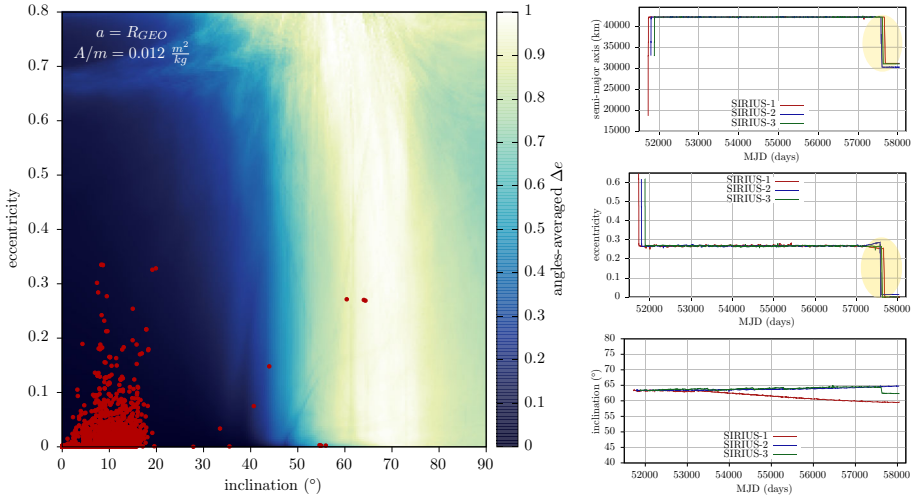 a = R_{GEO}
A/m = 0.012 \frac{m^2}{kg}
0.8
0.7
0.6
0.5
0.4
0.3
0.2
0.1
0
eccentricity
0 10 20 30 40 50 60 70 80 90
inclination (°)
1
0.9
0.8
0.7
0.6
0.5
0.4
0.3
0.2
0.1
0
angles-averaged Δe
40000
35000
30000
25000
20000
15000
semi-major axis (km)
SIRIUS-1
SIRIUS-2
SIRIUS-3
52000 53000 54000 55000 56000 57000 58000
MJD (days)
0.6
0.5
0.4
0.3
0.2
0.1
0
eccentricity
SIRIUS-1
SIRIUS-2
SIRIUS-3
52000 53000 54000 55000 56000 57000 58000
MJD (days)
80
75
70
65
60
55
50
45
40
inclination (°)
SIRIUS-1
SIRIUS-2
SIRIUS-3
52000 53000 54000 55000 56000 57000 58000
MJD (days)